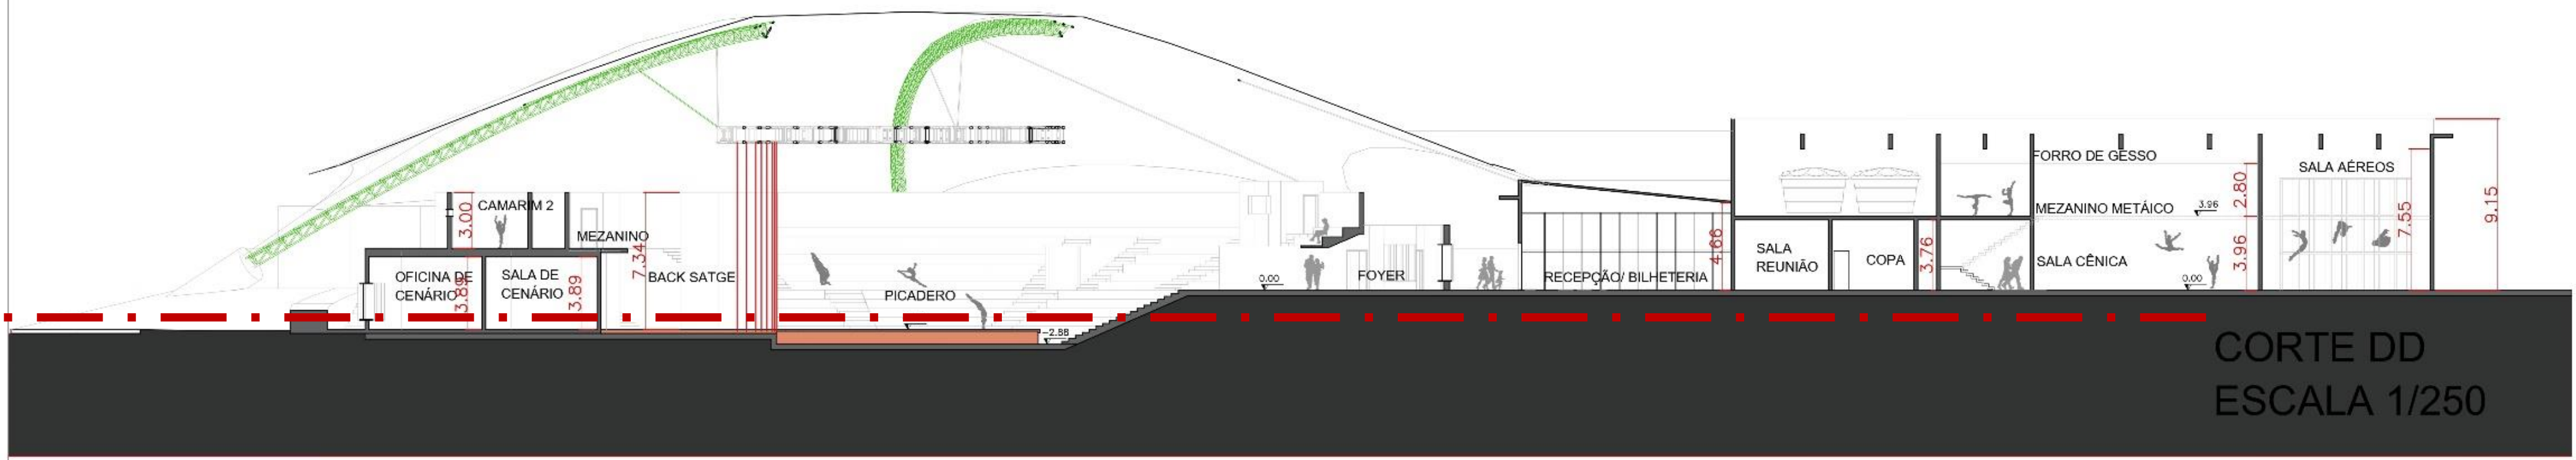 FORRO DE GESSO
SALA AÉREOS
CAMARIM 2
3.00
2.80
MEZANINO METÁICO
3.96
7.55
9.15
MEZANINO
7.34
4.66
SALA
REUNIÃO
COPA
3.76
SALA CÊNICA
3.96
0.00
OFICINA DE
CENÁRIO
3.89
SALA DE
CENÁRIO
3.89
BACK SATGE
PICADERO
0.00
FOYER
RECEPÇÃO/ BILHETERIA
-2.88
CORTE DD
ESCALA 1/250